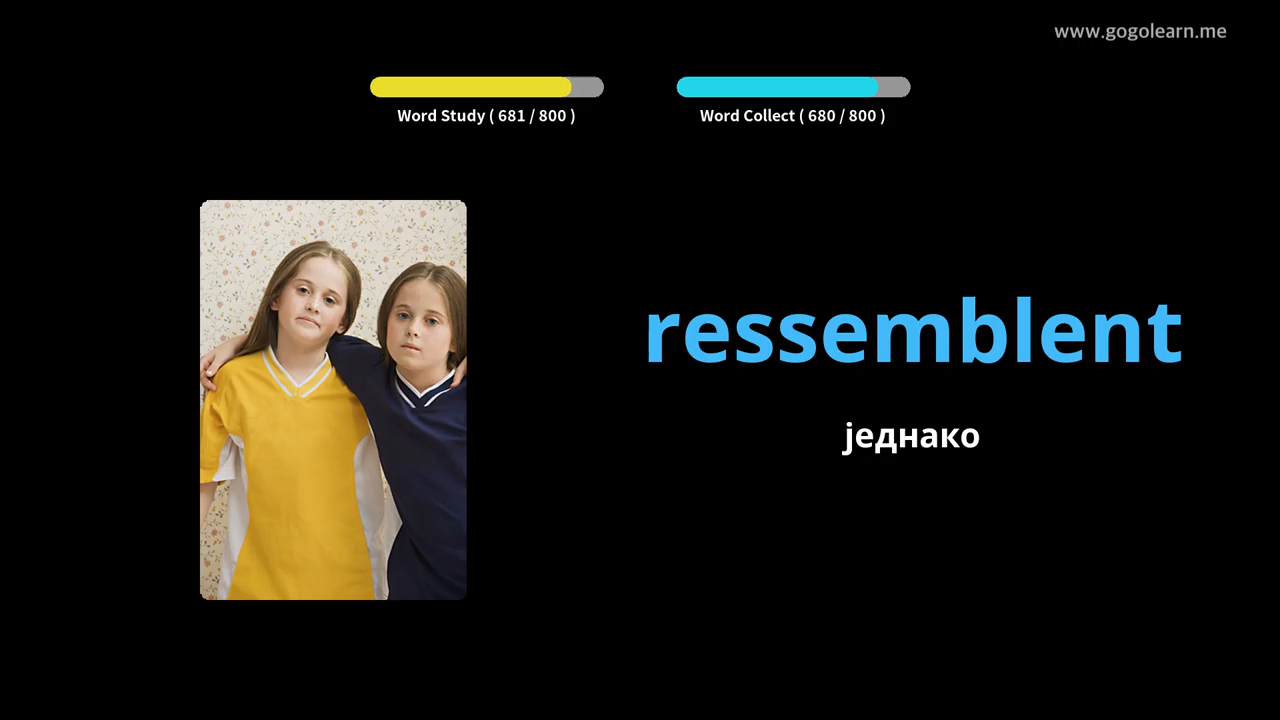 www.gogolearn.me
Word Study ( 681 / 800 )
Word Collect ( 680 / 800 )
ressemblent
једнако